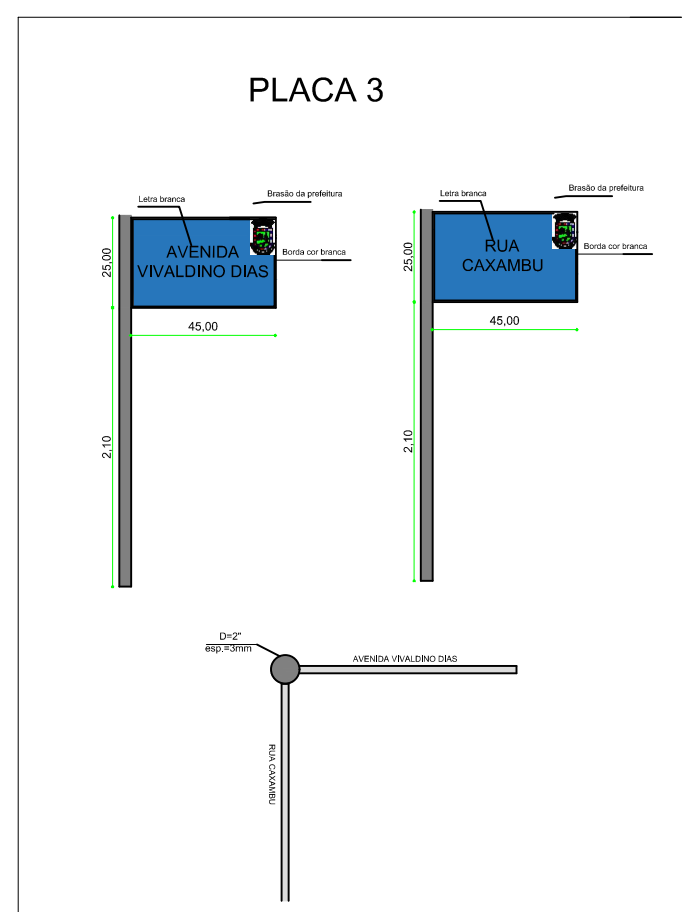 PLACA 3
Letra branca
Brasão da prefeitura
AVENIDA
VIVALDINO DIAS
Borda cor branca
25,00
45,00
2,10
Letra branca
Brasão da prefeitura
RUA
CAXAMBU
Borda cor branca
25,00
45,00
2,10
D=2"
esp.=3mm
AVENIDA VIVALDINO DIAS
RUA CAXAMBU